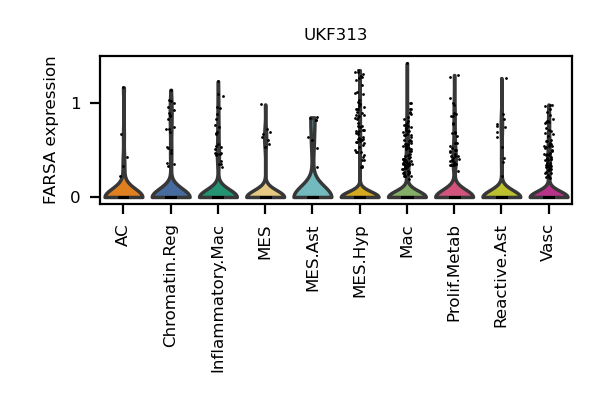 UKF313
FARSA expression
1
0
AC
Chromatin.Reg
Inflammatory.Mac
MES
MES.Ast
MES.Hyp
Mac
Prolif.Metab
Reactive.Ast
Vasc